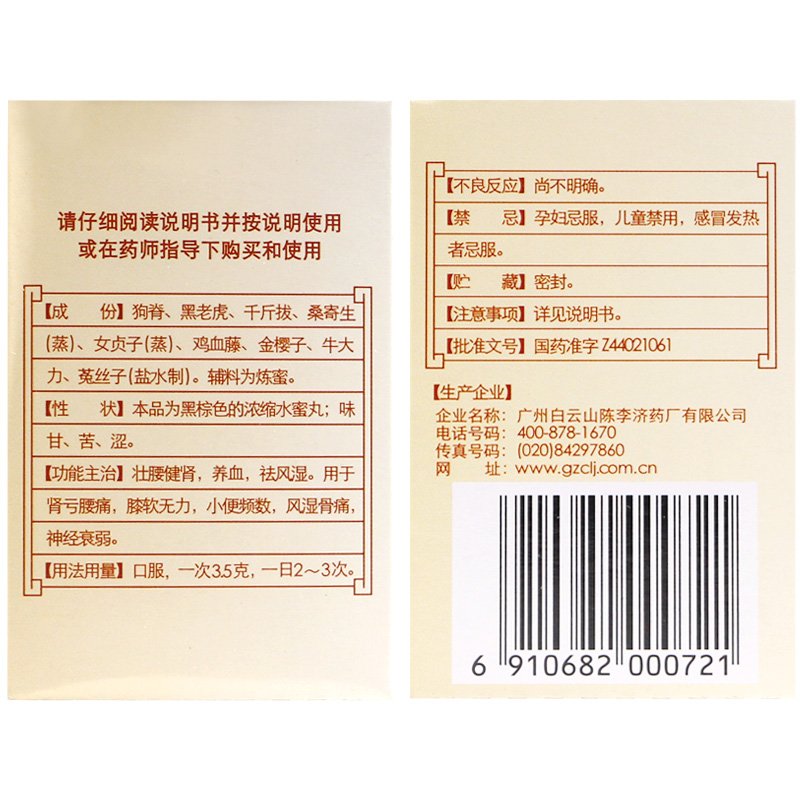 请仔细阅读说明书并按说明使用
或在药师指导下购买和使用
【成　份】狗脊、黑老虎、千斤拔、桑寄生
(蒸)、女贞子(蒸)、鸡血藤、金樱子、牛大
力、菟丝子(盐水制)。辅料为炼蜜。
【性　状】本品为黑棕色的浓缩水蜜丸；味
甘、苦、涩。
【功能主治】壮腰健肾，养血，祛风湿。用于
肾亏腰痛，膝软无力，小便频数，风湿骨痛，
神经衰弱。
【用法用量】口服，一次3.5克，一日2～3次。
【不良反应】尚不明确。
【禁　忌】孕妇忌服，儿童禁用，感冒发热
者忌服。
【贮　藏】密封。
【注意事项】详见说明书。
【批准文号】国药准字 Z44021061
【生产企业】
企业名称：广州白云山陈李济药厂有限公司
电话号码：400-878-1670
传真号码：(020)84297860
网　址：www.gzclj.com.cn
6 910682 000721